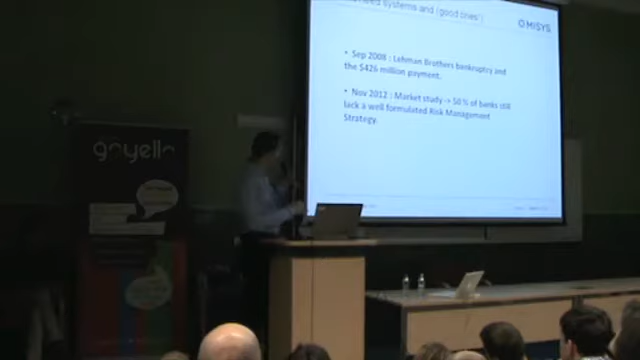 need systems and (good ones")
MISYS
• Sep 2008 : Lehman Brothers bankruptcy and
the $426 million payment.
• Nov 2012 : Market study -> 50 % of banks still
lack a well formulated Risk Management
Strategy.
goyello